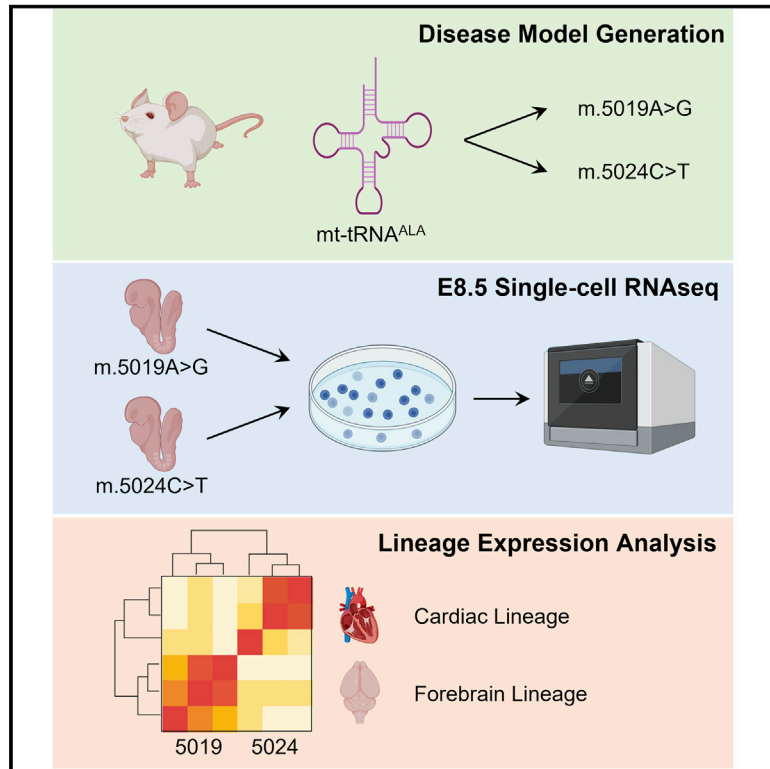 Disease Model Generation
m.5019A>G
m.5024C>T
mt-tRNAᴬᴸᴬ
E8.5 Single-cell RNAseq
m.5019A>G
m.5024C>T
Lineage Expression Analysis
Cardiac Lineage
Forebrain Lineage
5019 5024